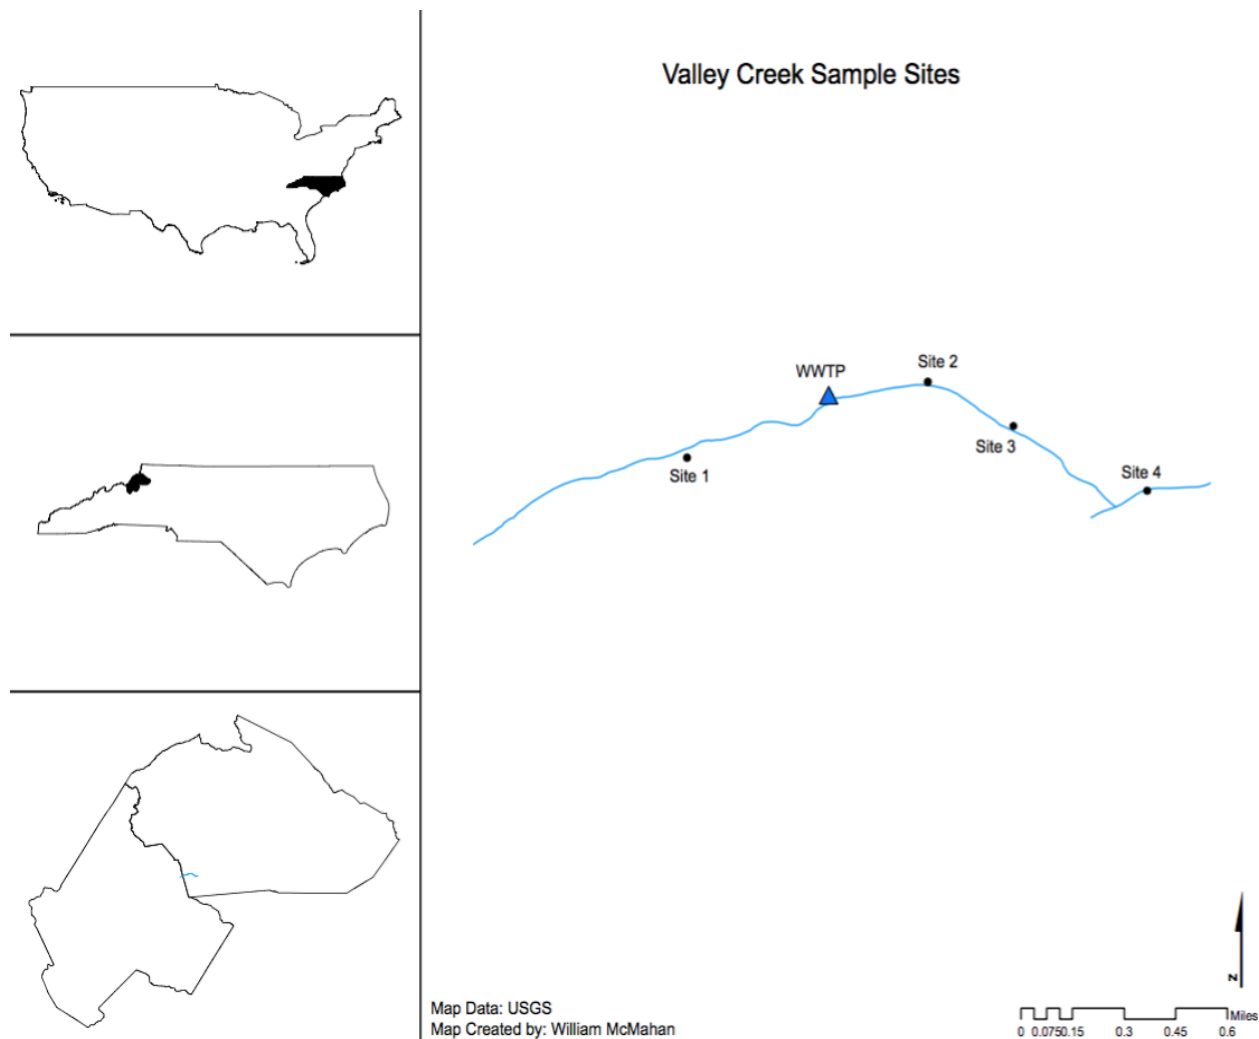 Valley Creek Sample Sites
WWTP
Site 2
Site 3
Site 1
Site 4
N
Map Data: USGS
Map Created by: William McMahan
Miles
0 0.0750.15 0.3 0.45 0.6